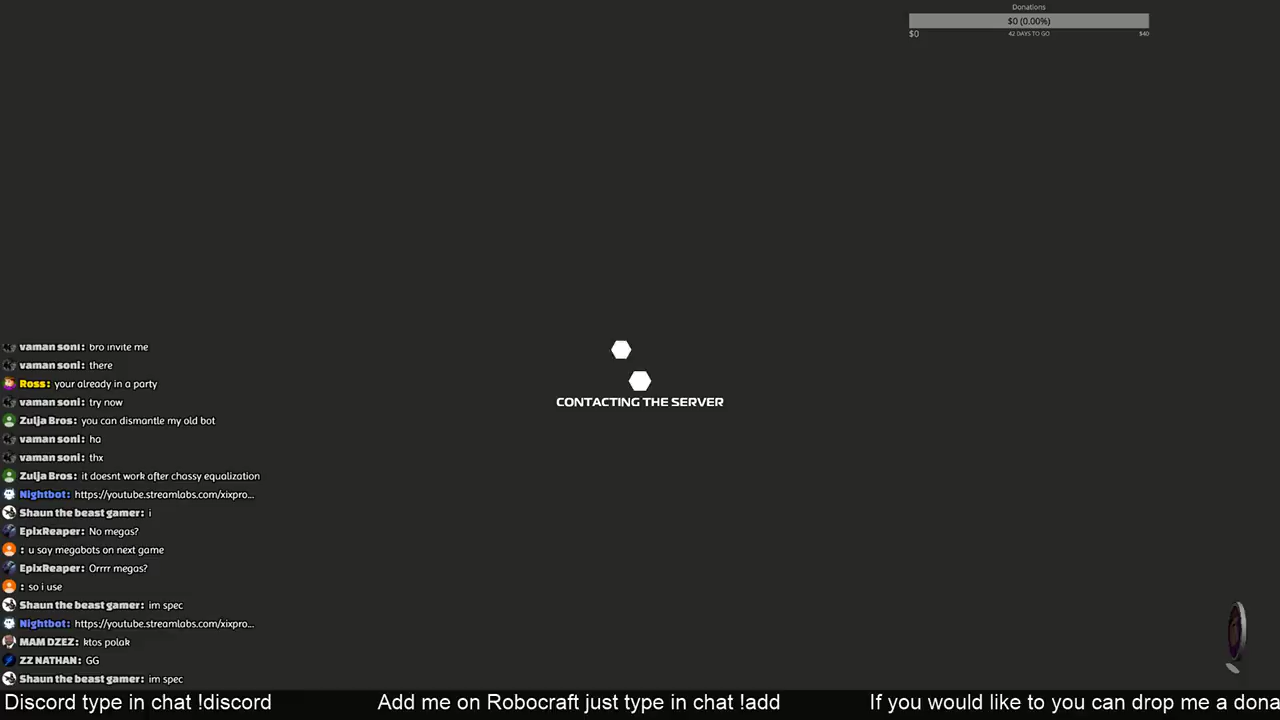 Donations
$0 (0.00%)
$0
42 DAYS TO GO
$40
vaman soni: bro invite me
vaman soni: there
Ross: your already in a party
vaman soni: try now
Zulja Bros: you can dismantle my old bot
vaman soni: ha
vaman soni: thx
Zulja Bros: it doesnt work after chassy equalization
Nightbot: https://youtube.streamlabs.com/xixpro...
Shaun the beast gamer: i
EpixReaper: No megas?
: u say megabots on next game
EpixReaper: Orrrr megas?
: so i use
Shaun the beast gamer: im spec
Nightbot: https://youtube.streamlabs.com/xixpro...
MAM DZEZ: ktos polak
ZZ NATHAN: GG
Shaun the beast gamer: im spec
CONTACTING THE SERVER
Discord type in chat !discord
Add me on Robocraft just type in chat !add
If you would like to you can drop me a dona